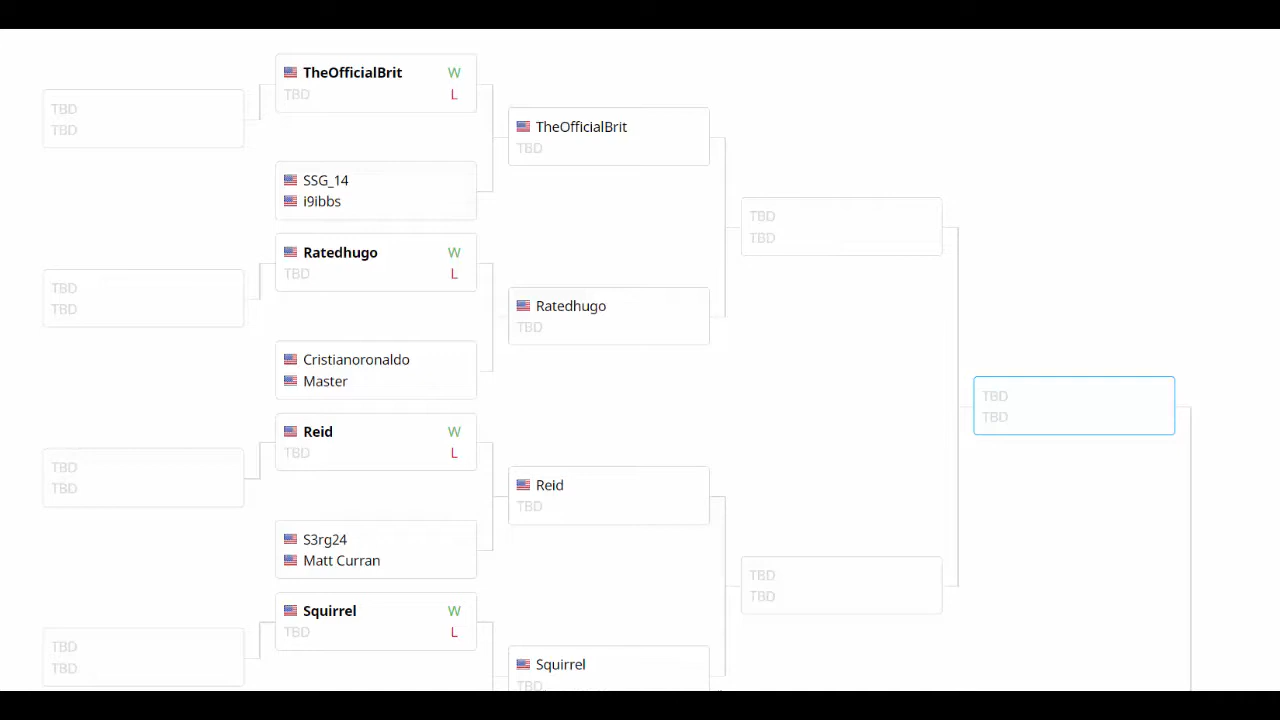 TBD
TBD
TheOfficialBrit W
TBD L
SSG_14
i9ibbs
TheOfficialBrit
TBD
TBD
TBD
TBD
TBD
Ratedhugo W
TBD L
Cristianoronaldo
Master
Ratedhugo
TBD
TBD
TBD
TBD
TBD
Reid W
TBD L
S3rg24
Matt Curran
Reid
TBD
TBD
TBD
TBD
TBD
Squirrel W
TBD L
Squirrel
TBD